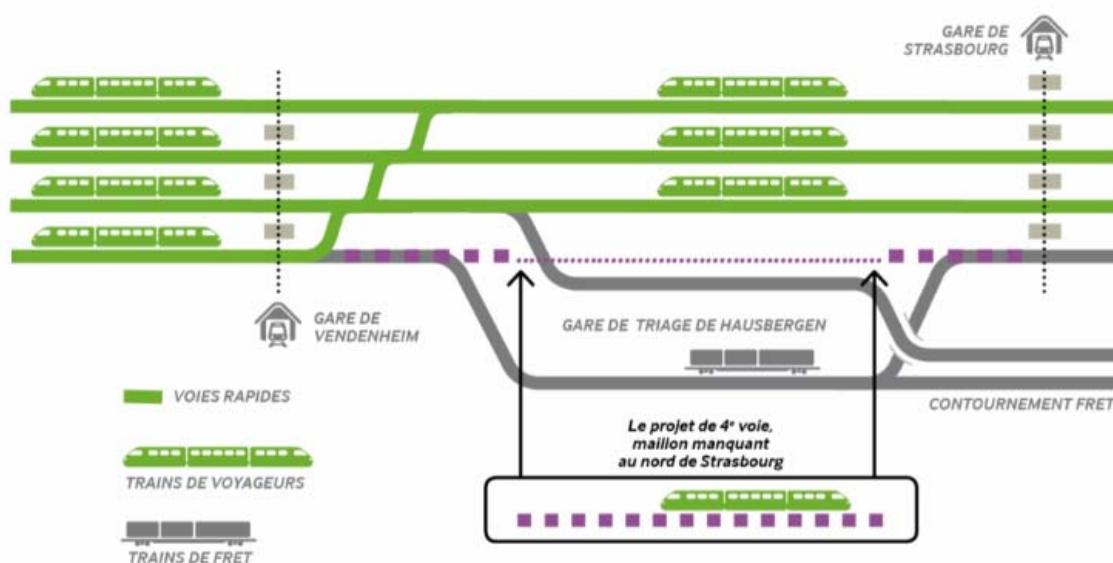 GARE DE
STRASBOURG
GARE DE
VENDENHEIM
GARE DE TRIAGE DE HAUSBERGEN
CONTOURNEMENT FRET
VOIES RAPIDES
TRAINS DE VOYAGEURS
TRAINS DE FRET
Le projet de 4e voie,
maillon manquant
au nord de Strasbourg